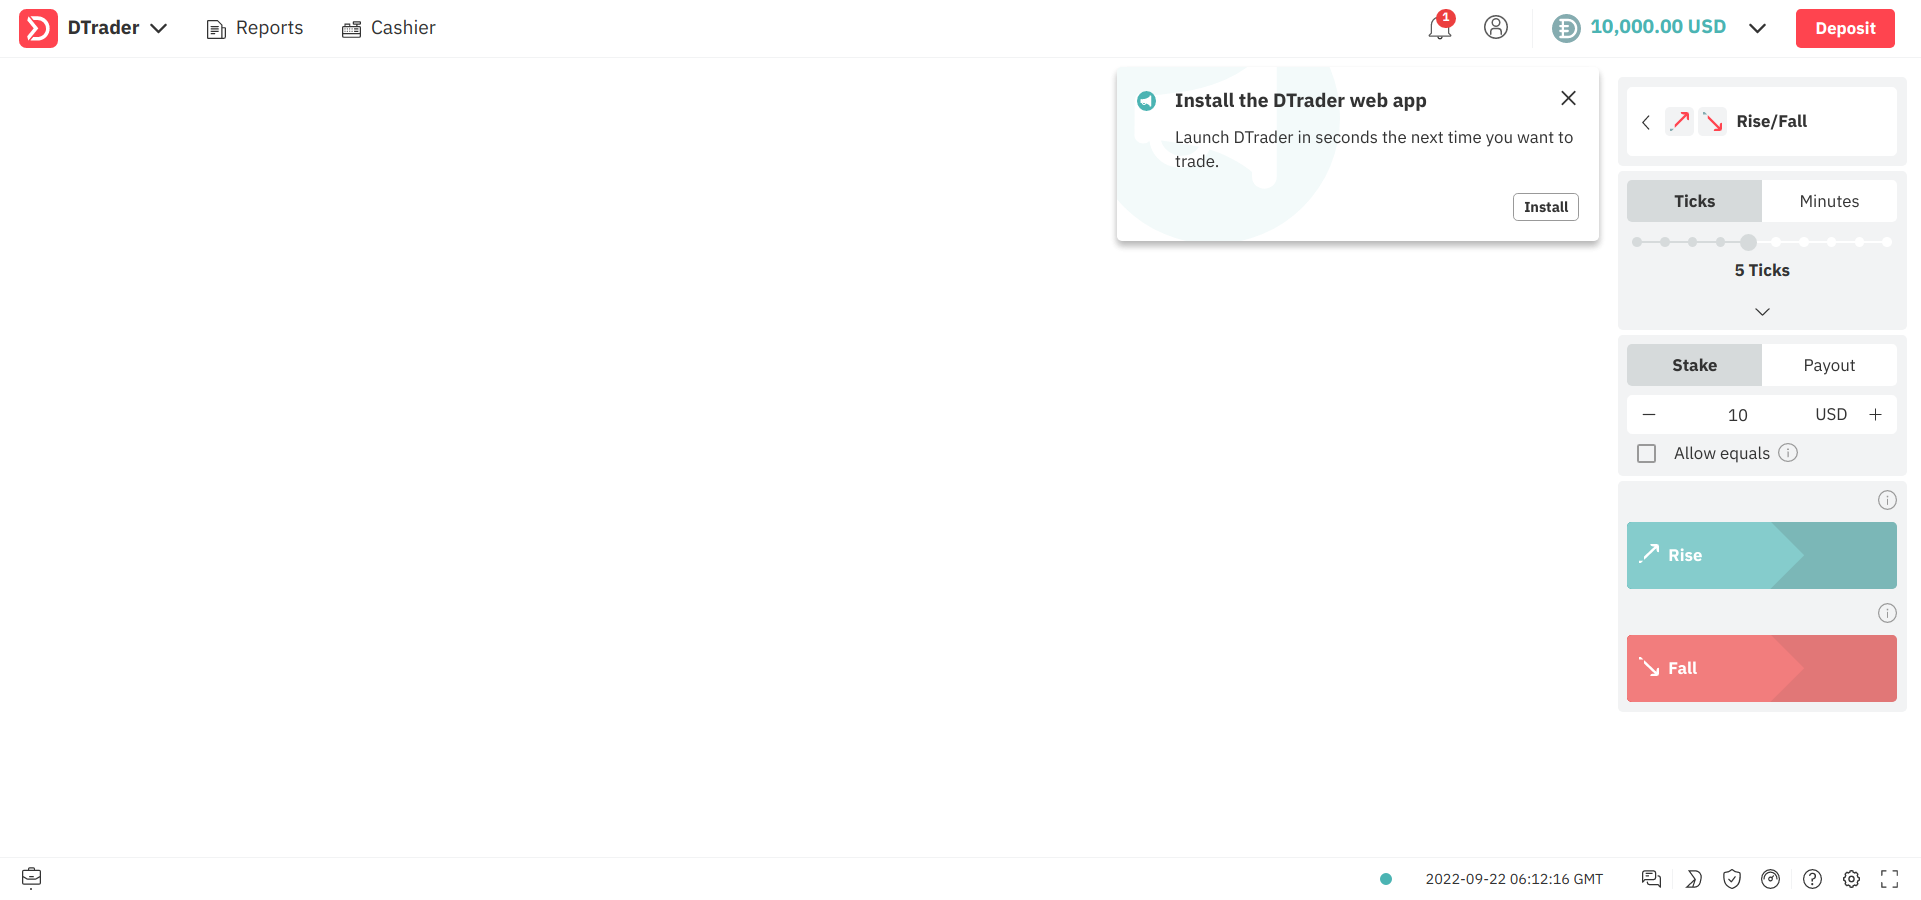 DTrader
Reports
Cashier
1
10,000.00 USD
Deposit
Install the DTrader web app
Launch DTrader in seconds the next time you want to
trade.
Install
Rise/Fall
Ticks Minutes
5 Ticks
Stake Payout
10 USD
Allow equals
Rise
Fall
2022-09-22 06:12:16 GMT